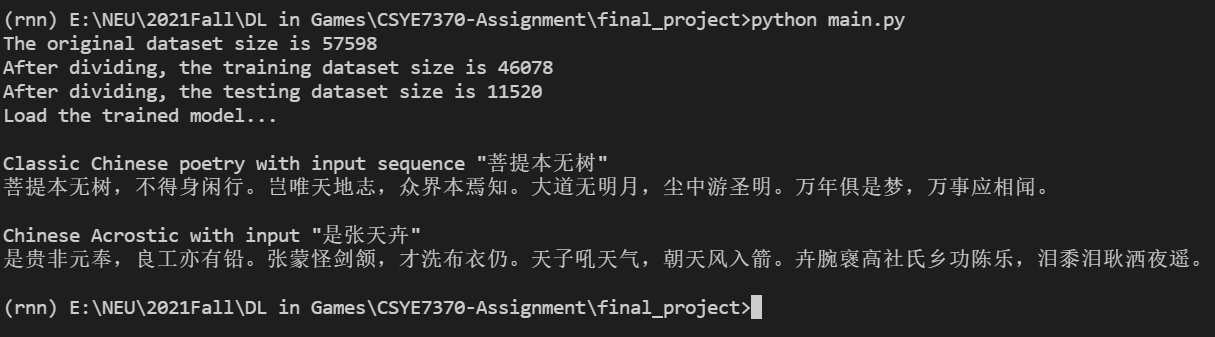 (rnn) E:\NEU\2021Fall\DL in Games\CSYE7370-Assignment\final_project>python main.py
The original dataset size is 57598
After dividing, the training dataset size is 46078
After dividing, the testing dataset size is 11520
Load the trained model...
Classic Chinese poetry with input sequence "菩提本无树"
菩提本无树，不得身闲行。岂唯天地志，众界本焉知。大道无明月，尘中游圣明。万年俱是梦，万事应相闻。
Chinese Acrostic with input "是张天卉"
是贵非元奉，良工亦有铅。张蒙怪剑颔，才洗布衣仍。天子吼天气，朝天风入箭。卉腕裦高社氏乡功陈乐，泪黍泪耿洒夜遥。
(rnn) E:\NEU\2021Fall\DL in Games\CSYE7370-Assignment\final_project>